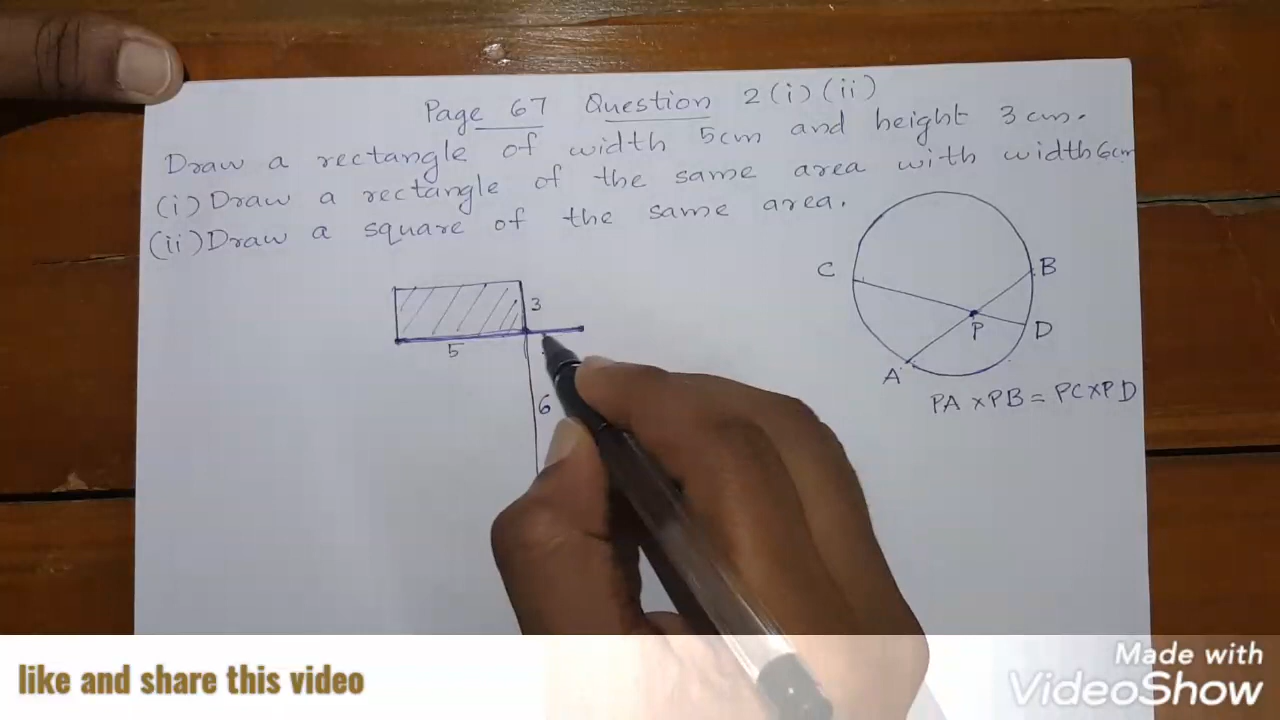 Page 67 Question 2(i)(ii)
Draw a rectangle of width 5cm and height 3cm.
(i) Draw a rectangle of the same area with width 6cm
(ii) Draw a square of the same area.
C
B
P
D
A
PA × PB = PC × PD
3
5
6
like and share this video
Made with
VideoShow